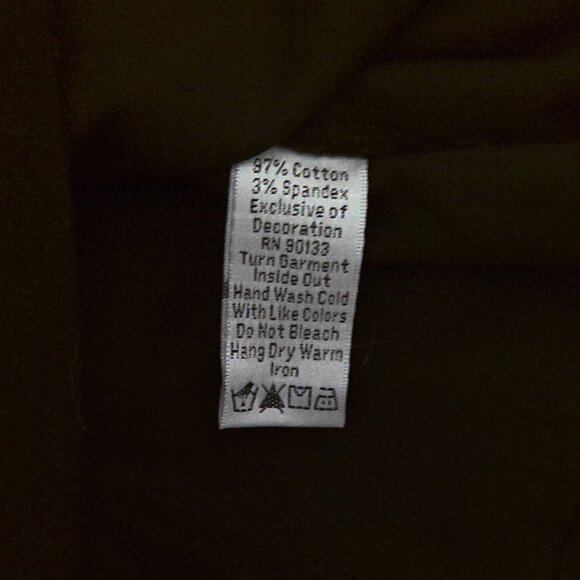 97% Cotton
3% Spandex
Exclusive of
Decoration
RN 90133
Turn Garment
Inside Out
Hand Wash Cold
With Like Colors
Do Not Bleach
Hang Dry Warm
Iron